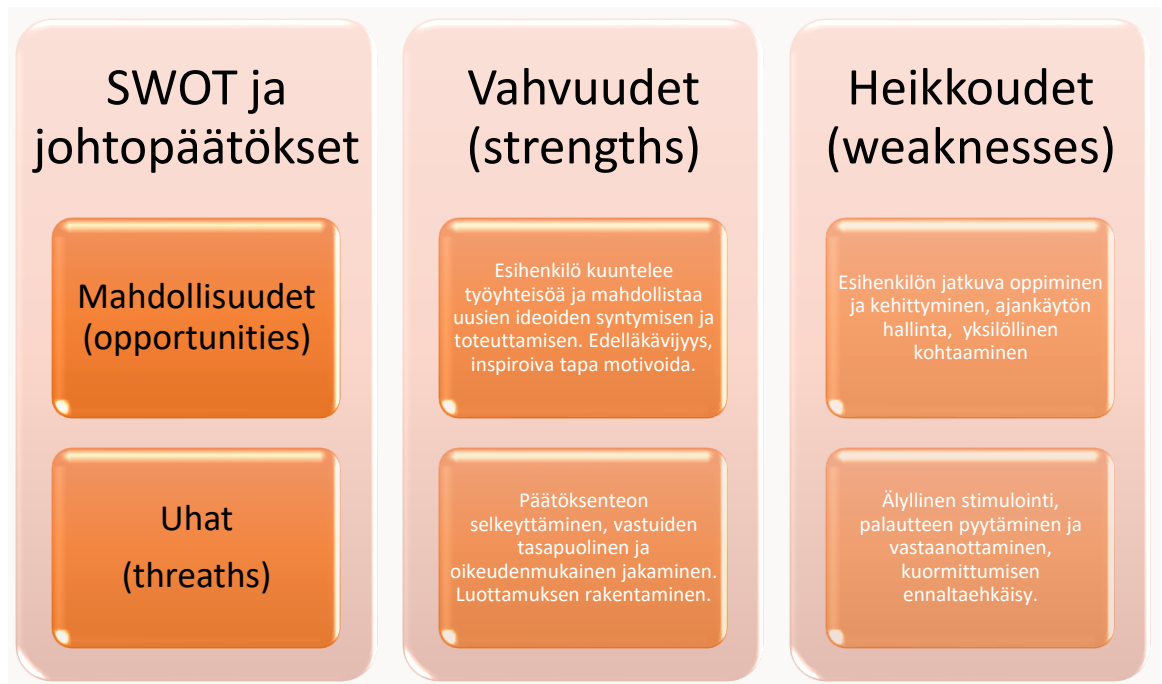 SWOT ja
johtopäätökset
Mahdollisuudet
(opportunities)
Uhat
(threaths)
Vahvuudet
(strengths)
Esihenkilö kuuntelee
työyhteisöä ja mahdollistaa
uusien ideoiden syntymisen ja
toteuttamisen. Edelläkävijyys,
inspiroiva tapa motivoida.
Päätöksenteon
selkeyttäminen, vastuiden
tasapuolinen ja
oikeudenmukainen jakaminen.
Luottamuksen rakentaminen.
Heikkoudet
(weaknesses)
Esihenkilön jatkuva oppiminen
ja kehittyminen, ajankäytön
hallinta, yksilöllinen
kohtaaminen
Älyllinen stimulointi,
palautteen pyytäminen ja
vastaanottaminen,
kuormittumisen
ennaltaehkäisy.